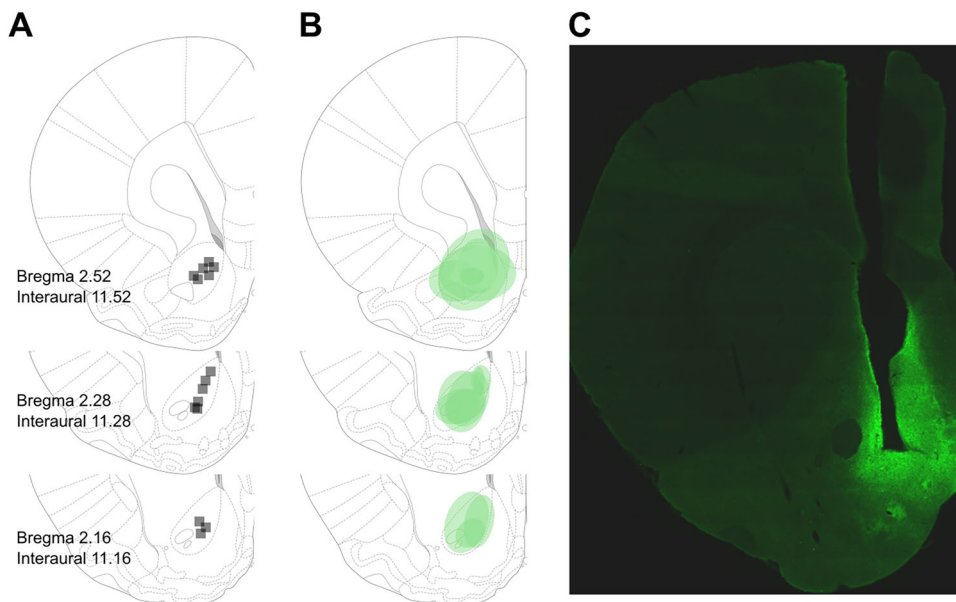 A
B
C
Bregma 2.52
Interaural 11.52
Bregma 2.28
Interaural 11.28
Bregma 2.16
Interaural 11.16